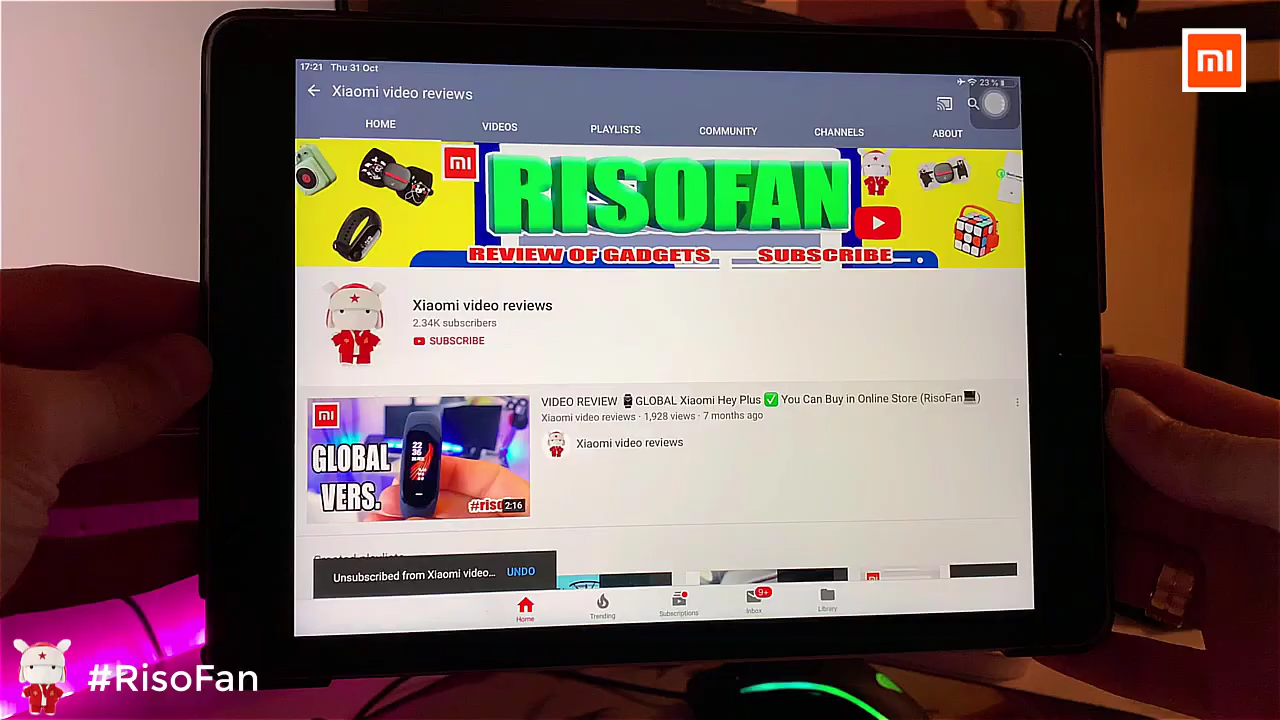 17:21 Thu 31 Oct
23 %
Xiaomi video reviews
HOME
VIDEOS
PLAYLISTS
COMMUNITY
CHANNELS
ABOUT
mi
mi
RISOFAN
REVIEW OF GADGETS
SUBSCRIBE
Xiaomi video reviews
2.34K subscribers
SUBSCRIBE
mi
GLOBAL
VERS.
22
36
2:16
VIDEO REVIEW ⌚GLOBAL Xiaomi Hey Plus ✅ You Can Buy in Online Store (RisoFan💻)
Xiaomi video reviews · 1,928 views · 7 months ago
Xiaomi video reviews
Unsubscribed from Xiaomi video...
UNDO
mi
9+
Home
Trending
Subscriptions
Inbox
Library
#RisoFan